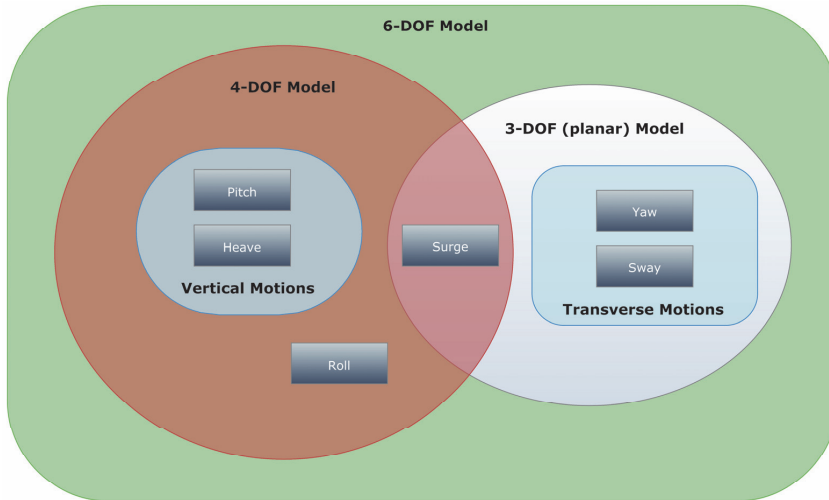 6-DOF Model
4-DOF Model
3-DOF (planar) Model
Pitch
Heave
Vertical Motions
Surge
Yaw
Sway
Transverse Motions
Roll